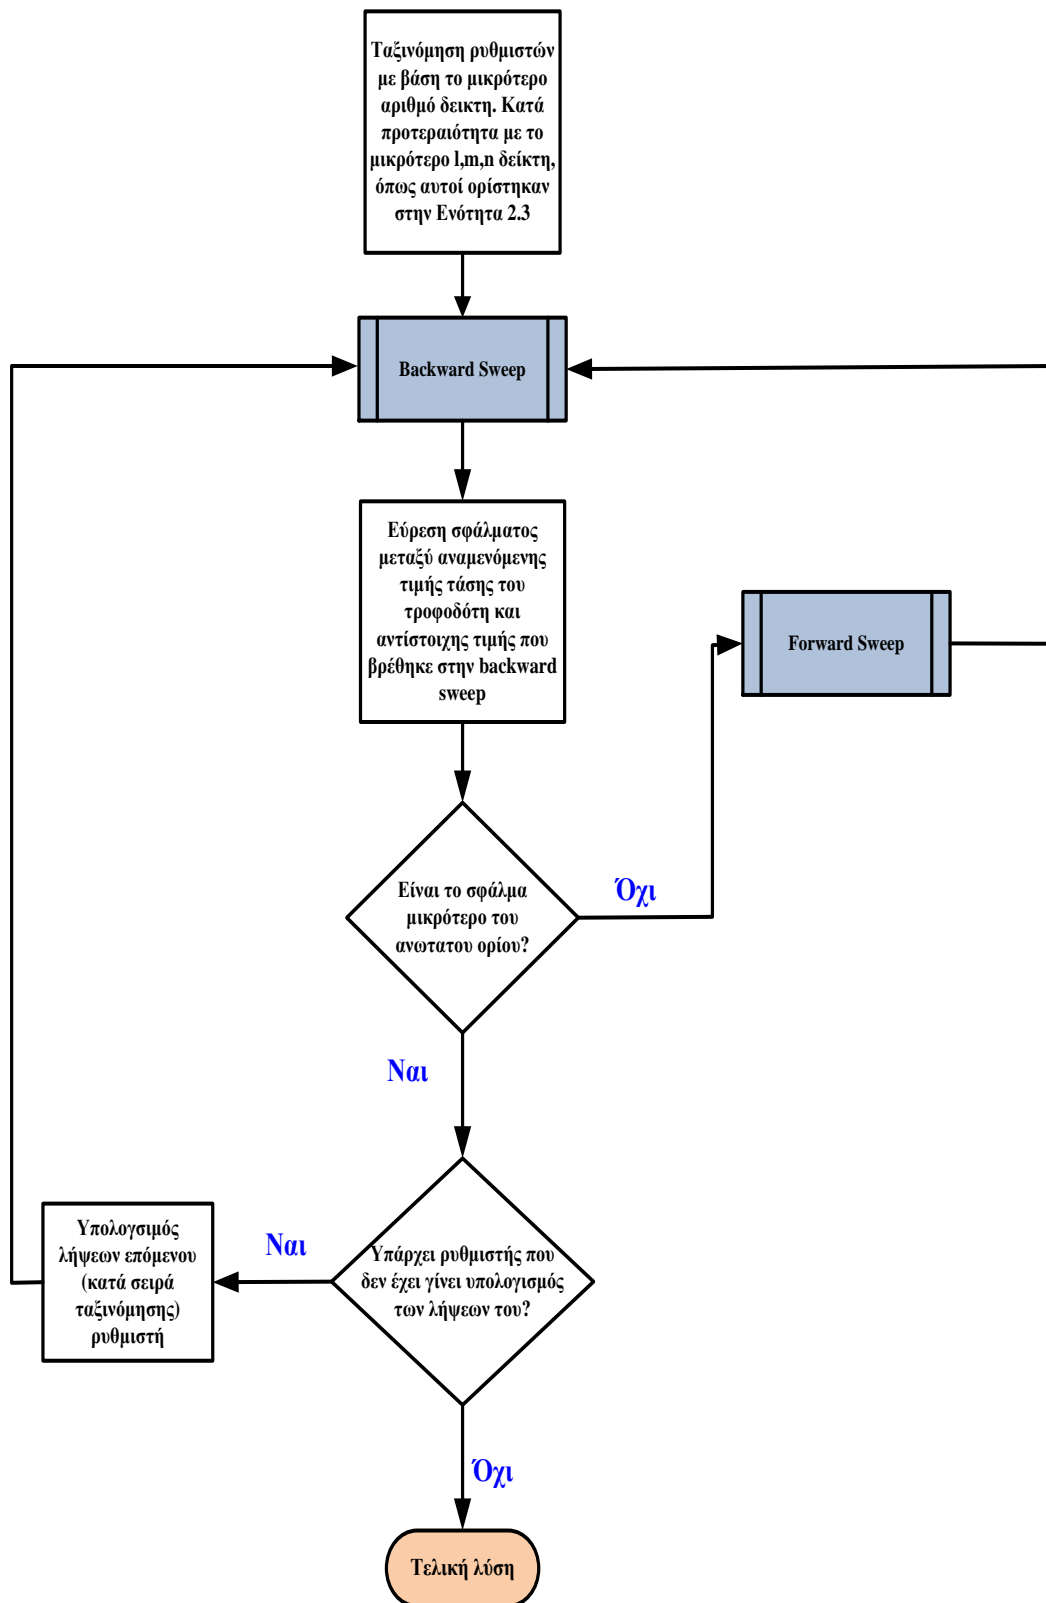 Ταξινόμηση ρυθμιστών
με βάση το μικρότερο
αριθμό δεικτη. Κατά
προτεραιότητα με το
μικρότερο l,m,n δείκτη,
όπως αυτοί ορίστηκαν
στην Ενότητα 2.3
Backward Sweep
Εύρεση σφάλματος
μεταξύ αναμενόμενης
τιμής τάσης του
τροφοδότη και
αντίστοιχης τιμής που
βρέθηκε στην backward
sweep
Forward Sweep
Είναι το σφάλμα
μικρότερο του
ανωτατου ορίου?
Όχι
Ναι
Υπάρχει ρυθμιστής που
δεν έχει γίνει υπολογισμός
των λήψεων του?
Ναι
Υπολογσιμός
λήψεων επόμενου
(κατά σειρά
ταξινόμησης)
ρυθμιστή
Όχι
Τελική λύση